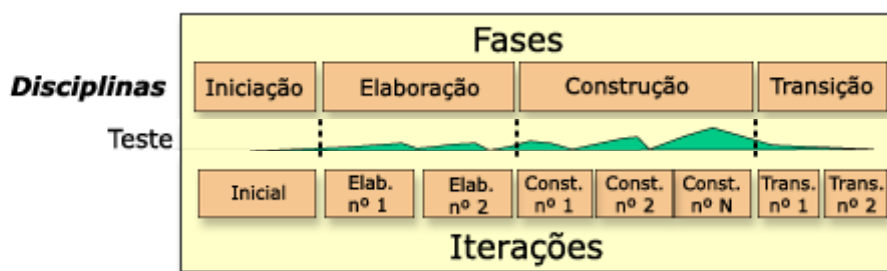 Fases
Disciplinas
Iniciação
Elaboração
Construção
Transição
Teste
Inicial
Elab.
nº 1
Elab.
nº 2
Const.
nº 1
Const.
nº 2
Const.
nº N
Trans.
nº 1
Trans.
nº 2
Iterações